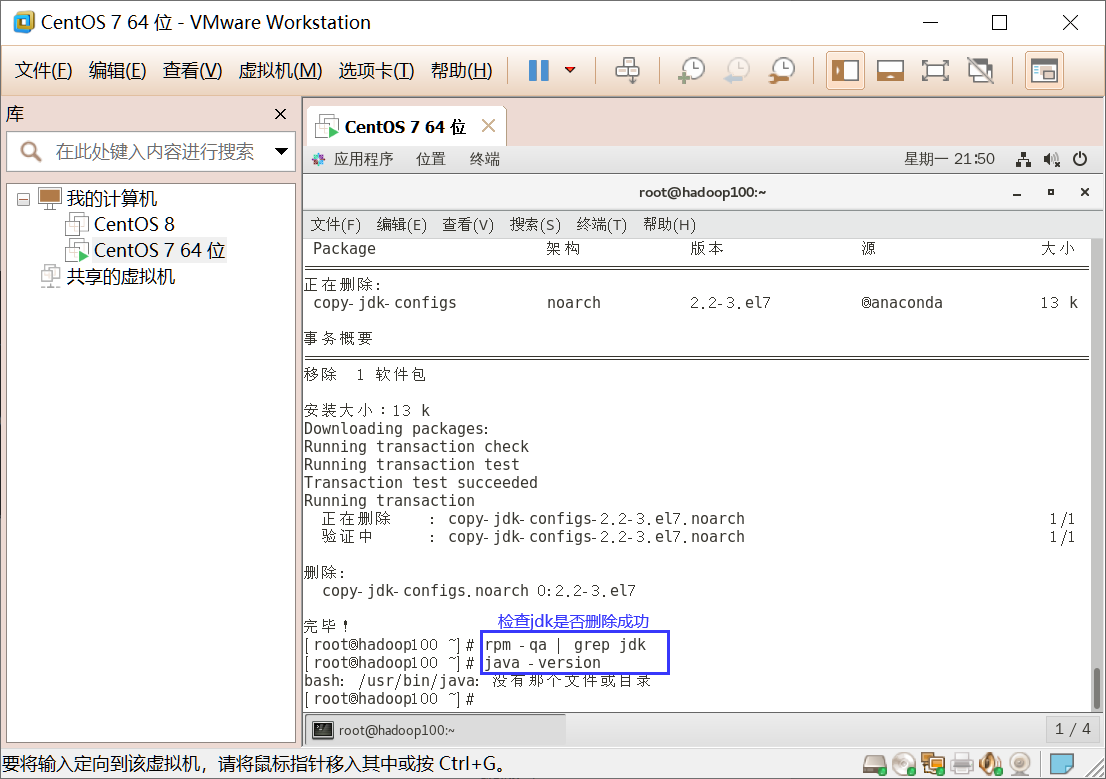 CentOS 7 64 位 - VMware Workstation
文件(F) 编辑(E) 查看(V) 虚拟机(M) 选项卡(T) 帮助(H)
库
在此处键入内容进行搜索
我的计算机
CentOS 8
CentOS 7 64 位
共享的虚拟机
CentOS 7 64 位
应用程序 位置 终端 星期一 21:50
root@hadoop100:~
文件(F) 编辑(E) 查看(V) 搜索(S) 终端(T) 帮助(H)
Package 架构 版本 源 大小
正在删除:
copy-jdk-configs noarch 2.2-3.el7 @anaconda 13 k
事务概要
移除 1 软件包
安装大小：13 k
Downloading packages:
Running transaction check
Running transaction test
Transaction test succeeded
Running transaction
正在删除 : copy-jdk-configs-2.2-3.el7.noarch 1/1
验证中 : copy-jdk-configs-2.2-3.el7.noarch 1/1
删除:
copy-jdk-configs.noarch 0:2.2-3.el7
检查jdk是否删除成功
完毕！
[root@hadoop100 ~]# rpm -qa | grep jdk
[root@hadoop100 ~]# java -version
bash: /usr/bin/java: 没有那个文件或目录
[root@hadoop100 ~]#
root@hadoop100:~ 1 / 4
要将输入定向到该虚拟机，请将鼠标指针移入其中或按 Ctrl+G。